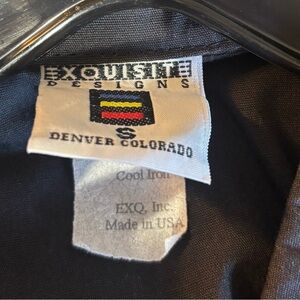 EXQUISITE
DESIGNS
S
DENVER COLORADO
Cool Iron
EXQ, Inc.
Made in USA